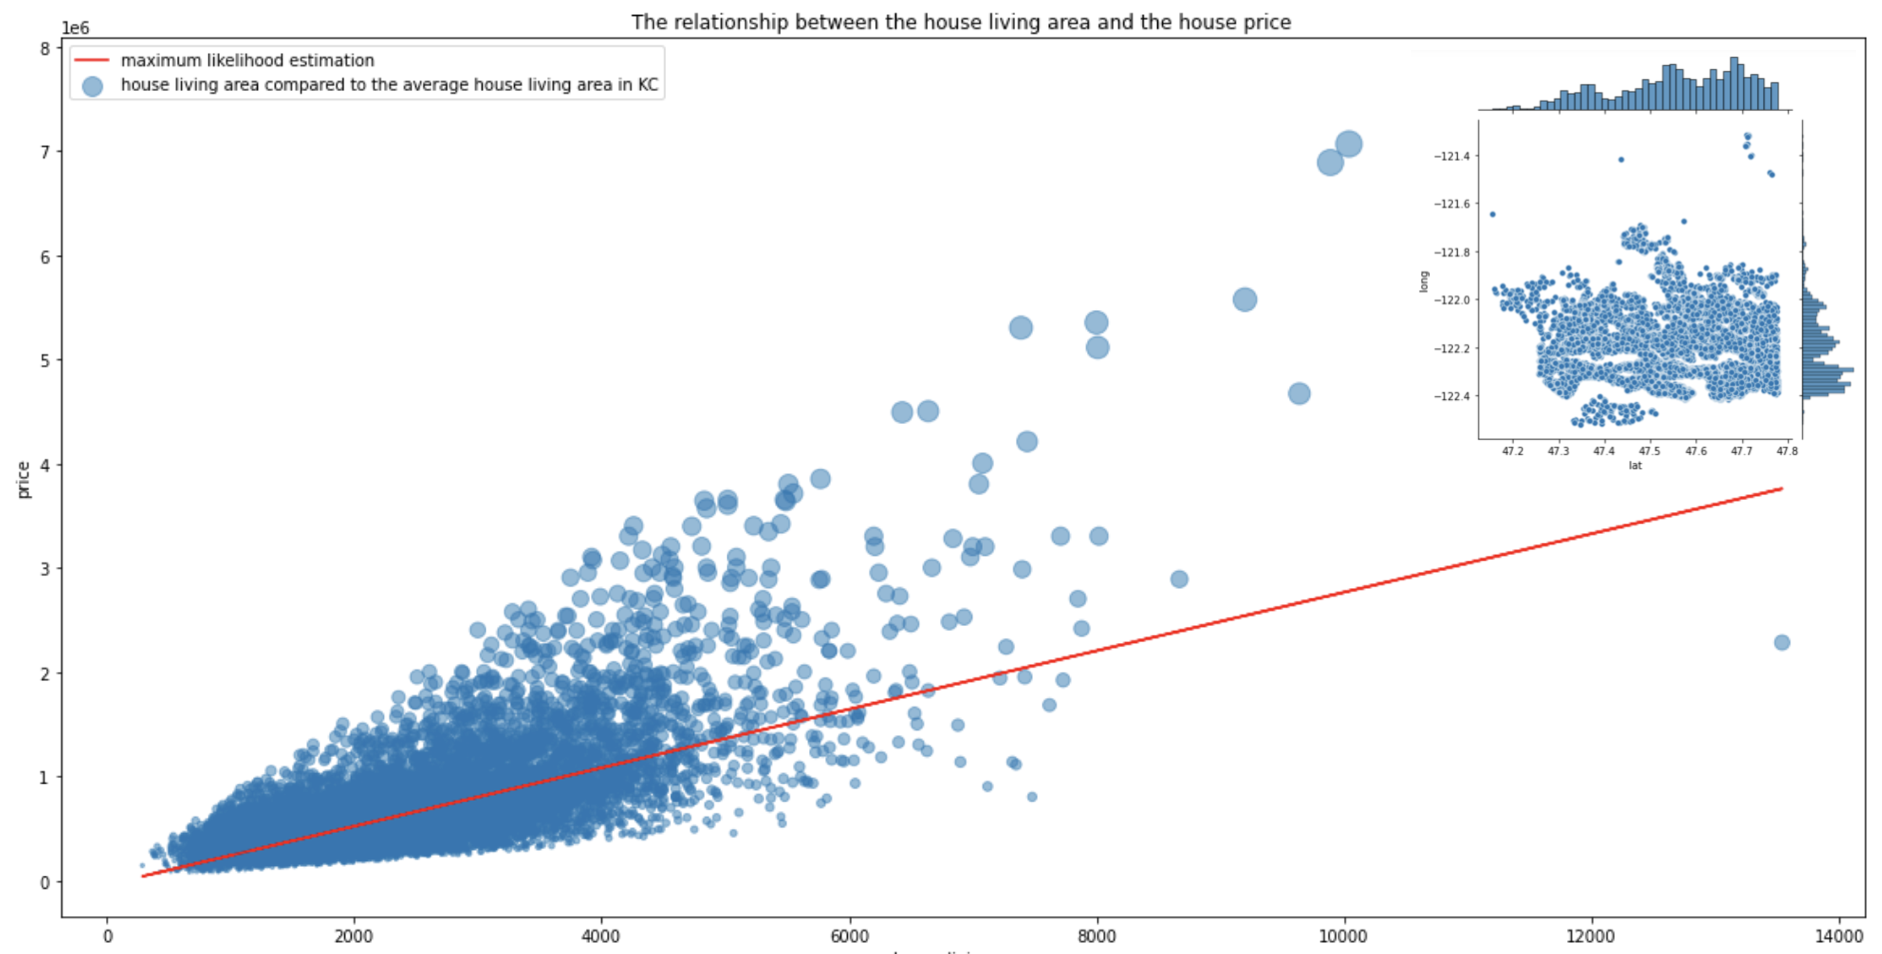 The relationship between the house living area and the house price
1e6
maximum likelihood estimation
house living area compared to the average house living area in KC
8
7
6
5
4
3
2
1
0
price
0 2000 4000 6000 8000 10000 12000 14000
−121.4
−121.6
−121.8
−122.0
−122.2
−122.4
long
47.2 47.3 47.4 47.5 47.6 47.7 47.8
lat